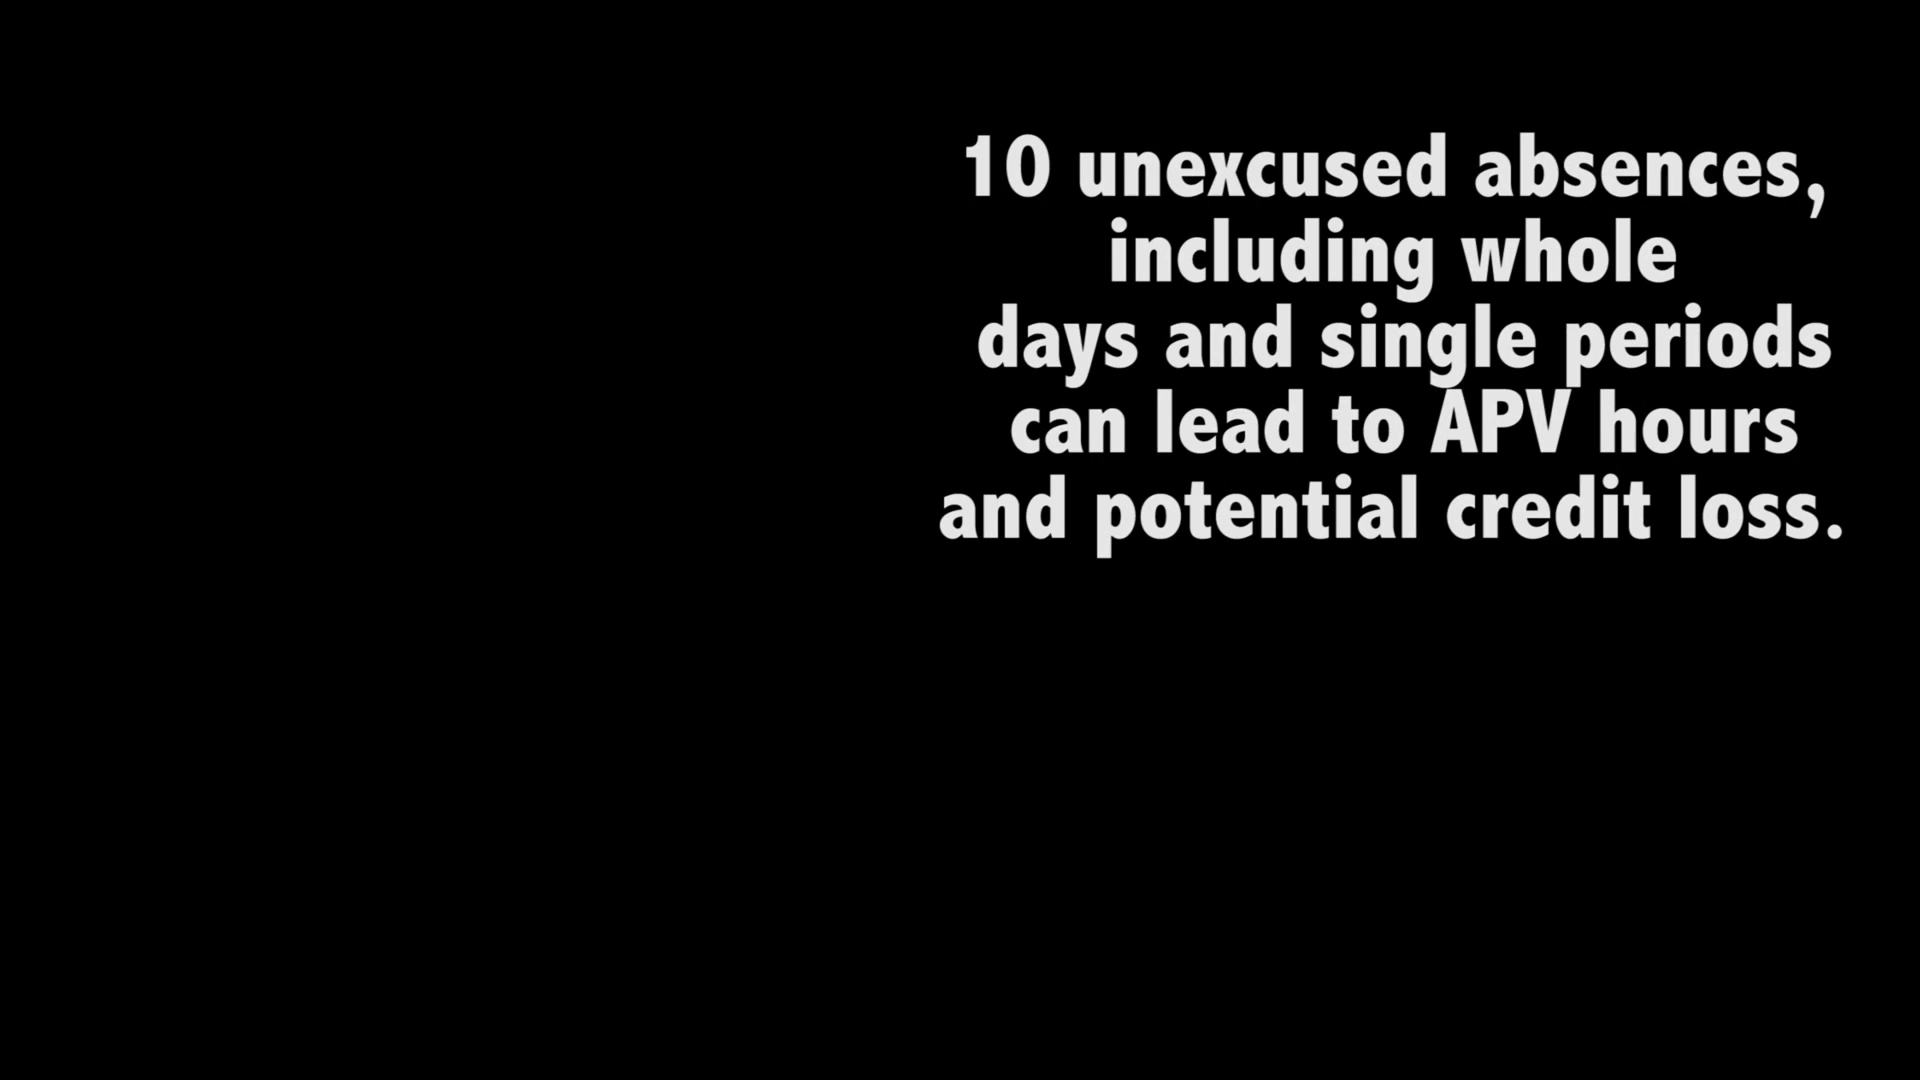 10 unexcused absences,
including whole
days and single periods
can lead to APV hours
and potential credit loss.